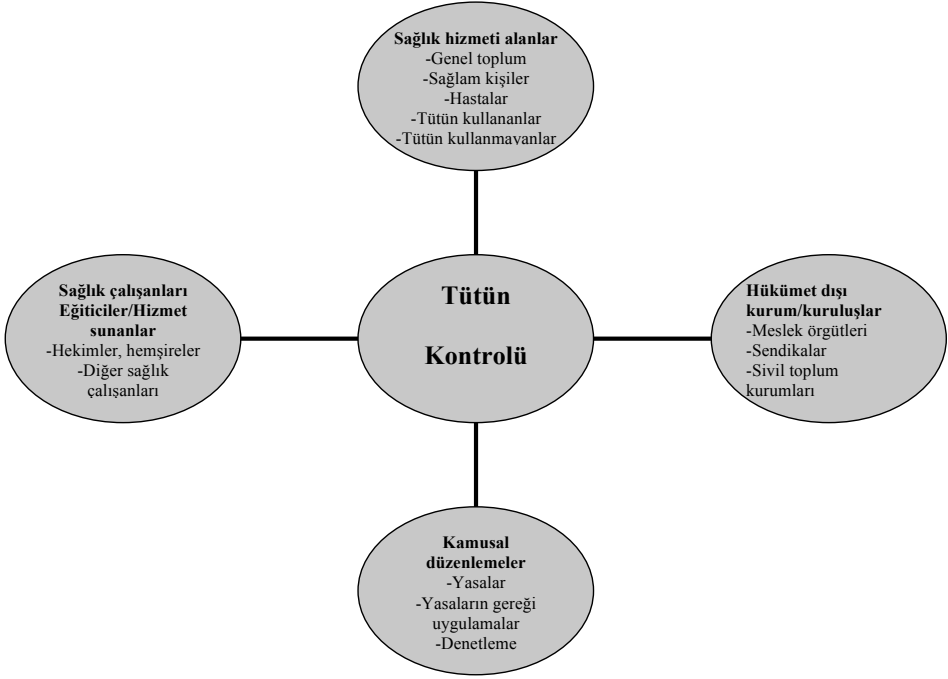 Sağlık hizmeti alanlar
-Genel toplum
-Sağlam kişiler
-Hastalar
-Tütün kullananlar
-Tütün kullanmayanlar
Sağlık çalışanları
Eğiticiler/Hizmet
sunanlar
-Hekimler, hemşireler
-Diğer sağlık
çalışanları
Tütün
Kontrolü
Hükümet dışı
kurum/kuruluşlar
-Meslek örgütleri
-Sendikalar
-Sivil toplum
kurumları
Kamusal
düzenlemeler
-Yasalar
-Yasaların gereği
uygulamalar
-Denetleme